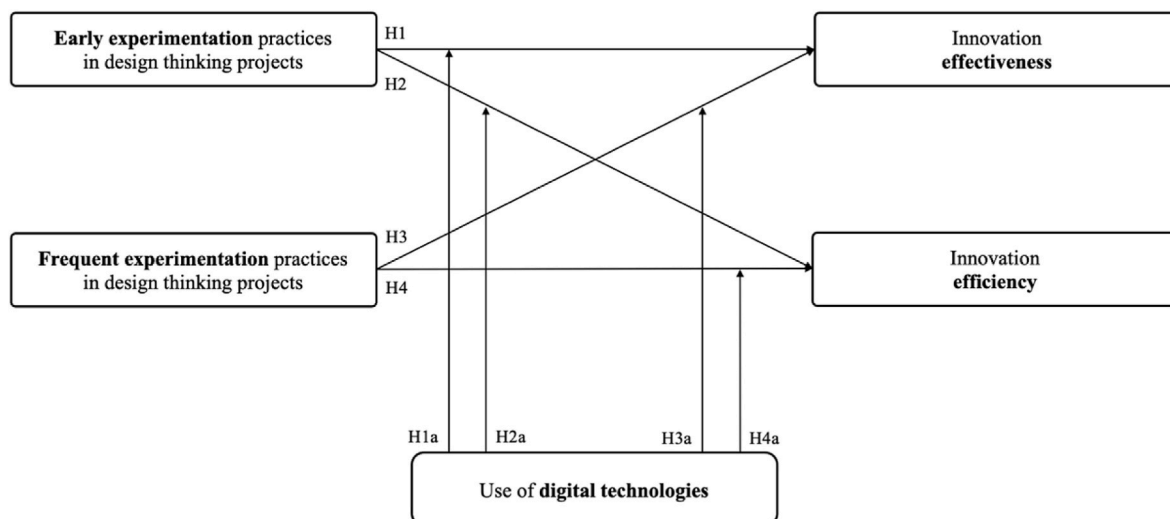 Early experimentation practices
in design thinking projects
H1
H2
Innovation
effectiveness
Frequent experimentation practices
in design thinking projects
H3
H4
Innovation
efficiency
H1a
H2a
H3a
H4a
Use of digital technologies